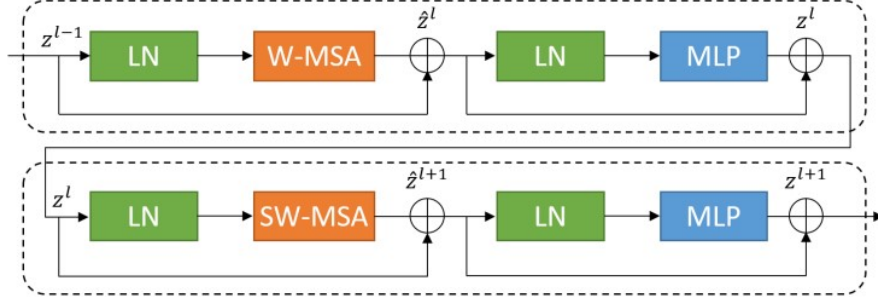 z^{l-1} LN W-MSA ẑ^l LN MLP z^l
z^l LN SW-MSA ẑ^{l+1} LN MLP z^{l+1}